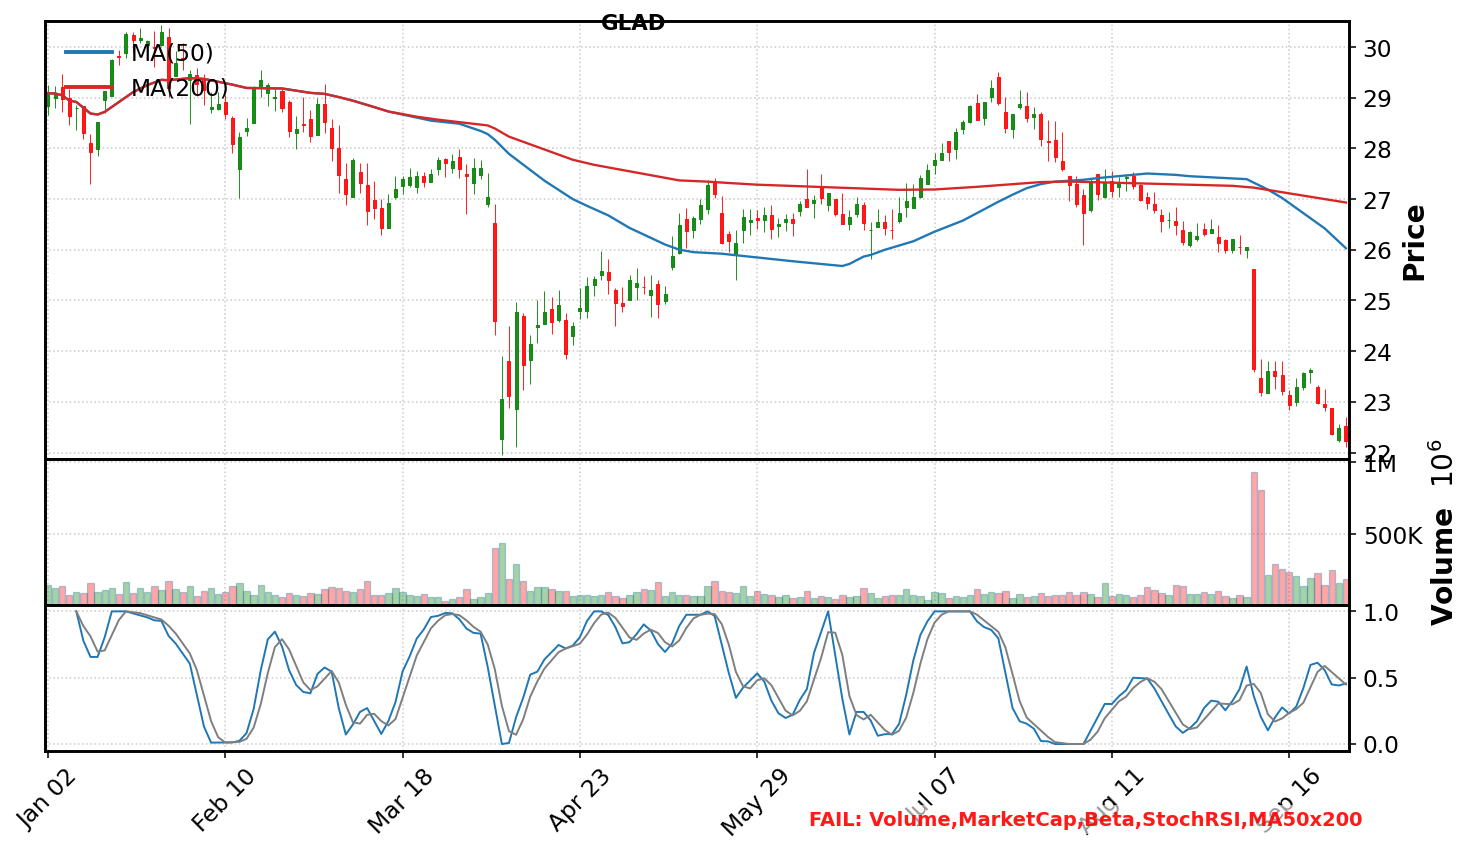 GLAD
MA(50)
MA(200)
30
29
28
27
26
25
24
23
22
Price
1M
500K
Volume 10^6
1.0
0.5
0.0
Jan 02
Feb 10
Mar 18
Apr 23
May 29
Jul 07
Aug 11
Sep 16
FAIL: Volume,MarketCap,Beta,StochRSI,MA50x200